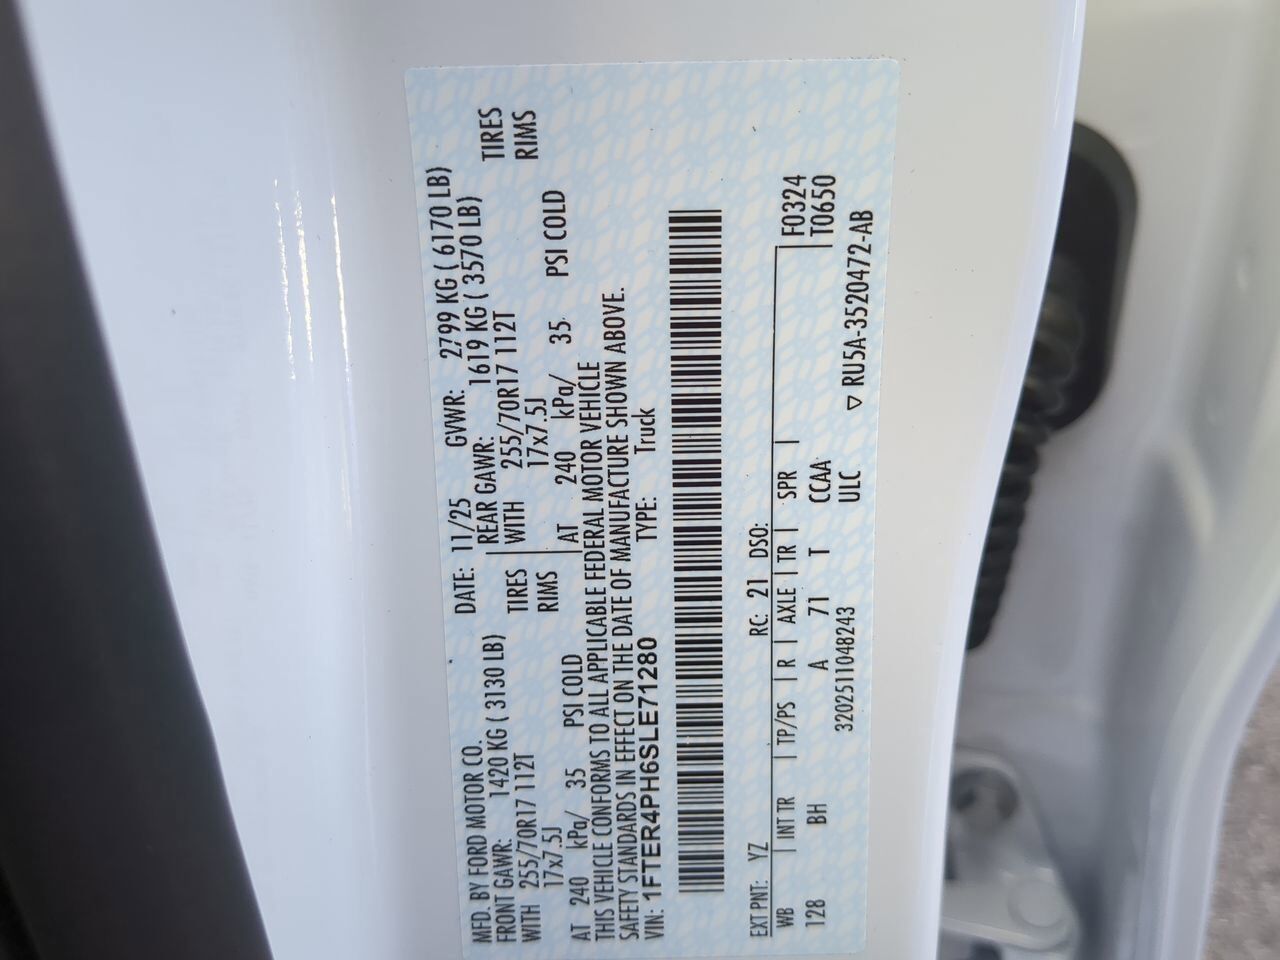 MFD. BY FORD MOTOR CO. DATE: 11/25 GVWR: 2799 KG ( 6170 LB)
FRONT GAWR: 1420 KG ( 3130 LB) REAR GAWR: 1619 KG ( 3570 LB)
WITH 255/70R17 112T TIRES WITH 255/70R17 112T TIRES
17x7.5J RIMS 17x7.5J RIMS
AT 240 kPa/ 35 PSI COLD AT 240 kPa/ 35 PSI COLD
THIS VEHICLE CONFORMS TO ALL APPLICABLE FEDERAL MOTOR VEHICLE
SAFETY STANDARDS IN EFFECT ON THE DATE OF MANUFACTURE SHOWN ABOVE.
VIN: 1FTER4PH6SLE71280 TYPE: Truck
EXT PNT: YZ RC: 21 DSO:
WB INT TR TP/PS R AXLE TR SPR F0324
128 BH A 71 T CCAA T0650
3202511048243 ULC
▽ RU5A-3520472-AB